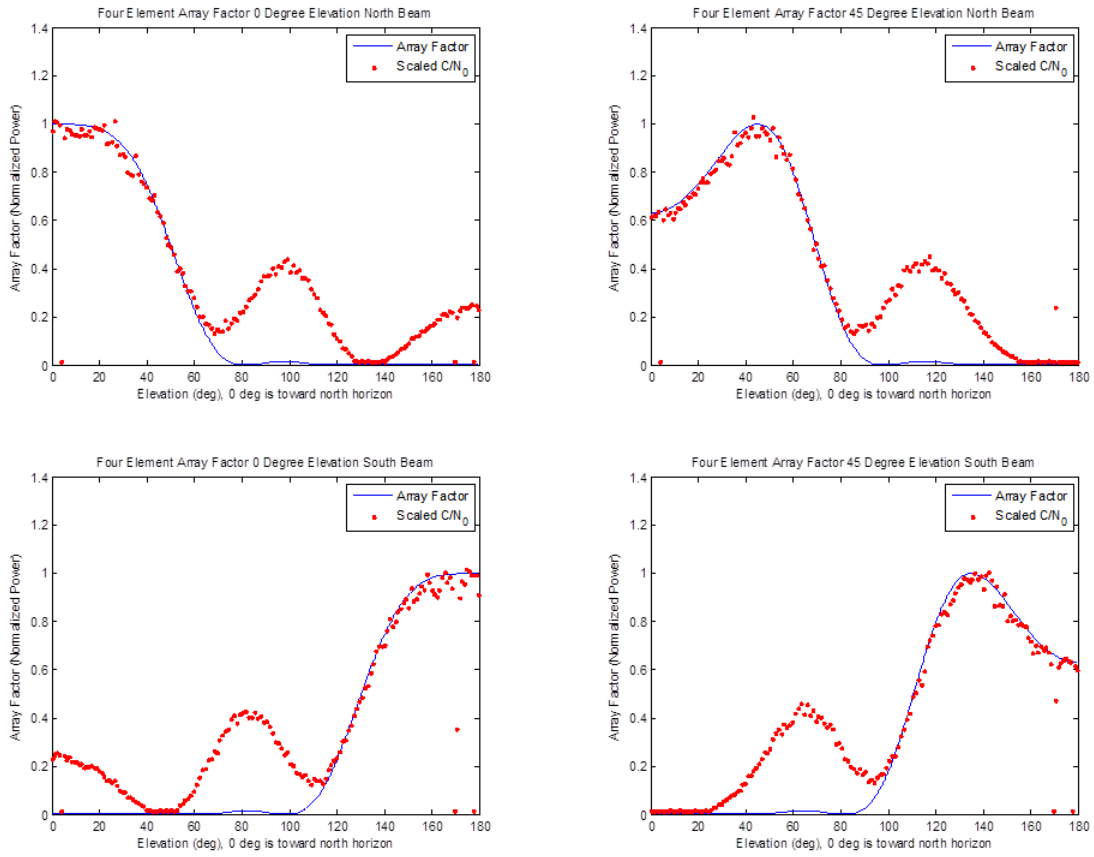 Four Element Array Factor 0 Degree Elevation North Beam
1.4
1.2
1
0.8
0.6
0.4
0.2
0
Array Factor (Normalized Power)
Array Factor
Scaled C/N0
0 20 40 60 80 100 120 140 160 180
Elevation (deg), 0 deg is toward north horizon
Four Element Array Factor 45 Degree Elevation North Beam
1.4
1.2
1
0.8
0.6
0.4
0.2
0
Array Factor (Normalized Power)
Array Factor
Scaled C/N0
0 20 40 60 80 100 120 140 160 180
Elevation (deg), 0 deg is toward north horizon
Four Element Array Factor 0 Degree Elevation South Beam
1.4
1.2
1
0.8
0.6
0.4
0.2
0
Array Factor (Normalized Power)
Array Factor
Scaled C/N0
0 20 40 60 80 100 120 140 160 180
Elevation (deg), 0 deg is toward north horizon
Four Element Array Factor 45 Degree Elevation South Beam
1.4
1.2
1
0.8
0.6
0.4
0.2
0
Array Factor (Normalized Power)
Array Factor
Scaled C/N0
0 20 40 60 80 100 120 140 160 180
Elevation (deg), 0 deg is toward north horizon